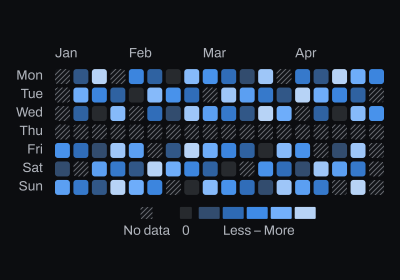 Jan Feb Mar Apr
Mon
Tue
Wed
Thu
Fri
Sat
Sun
No data 0 Less – More